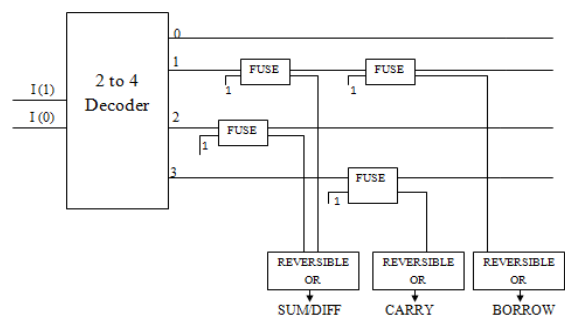 0
1
FUSE
FUSE
2 to 4
Decoder
I (1)
1
1
I (0)
2
FUSE
1
3
FUSE
1
REVERSIBLE
OR
REVERSIBLE
OR
REVERSIBLE
OR
SUM/DIFF
CARRY
BORROW